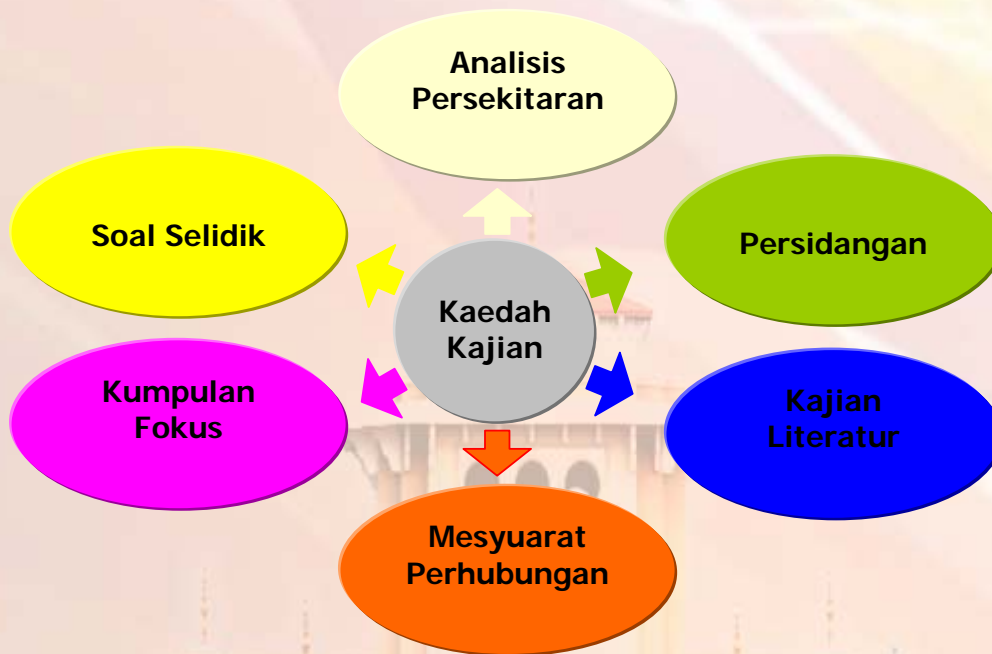 Analisis
Persekitaran
Soal Selidik
Persidangan
Kaedah
Kajian
Kumpulan
Fokus
Kajian
Literatur
Mesyuarat
Perhubungan